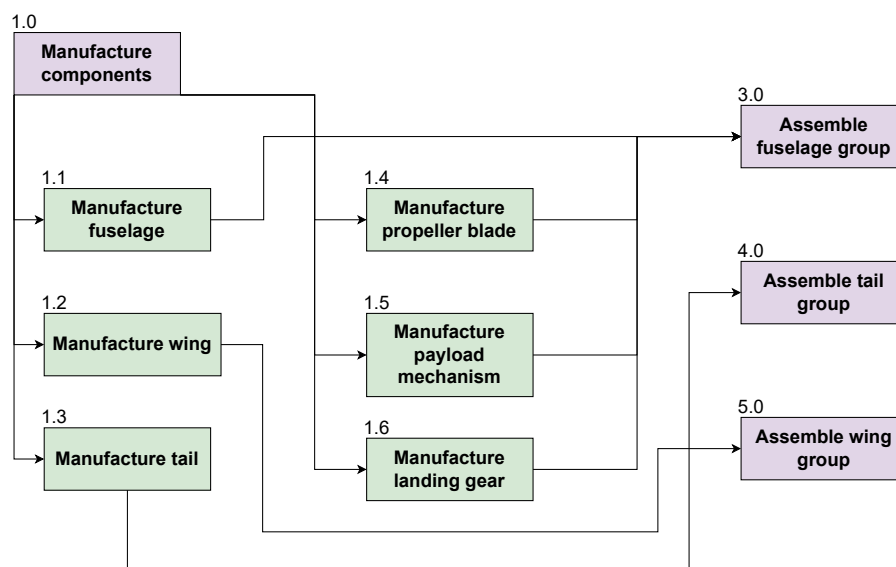 1.0
Manufacture
components
3.0
Assemble
fuselage group
1.1
Manufacture
fuselage
1.4
Manufacture
propeller blade
4.0
Assemble tail
group
1.2
Manufacture wing
1.5
Manufacture
payload
mechanism
5.0
Assemble wing
group
1.3
Manufacture tail
1.6
Manufacture
landing gear